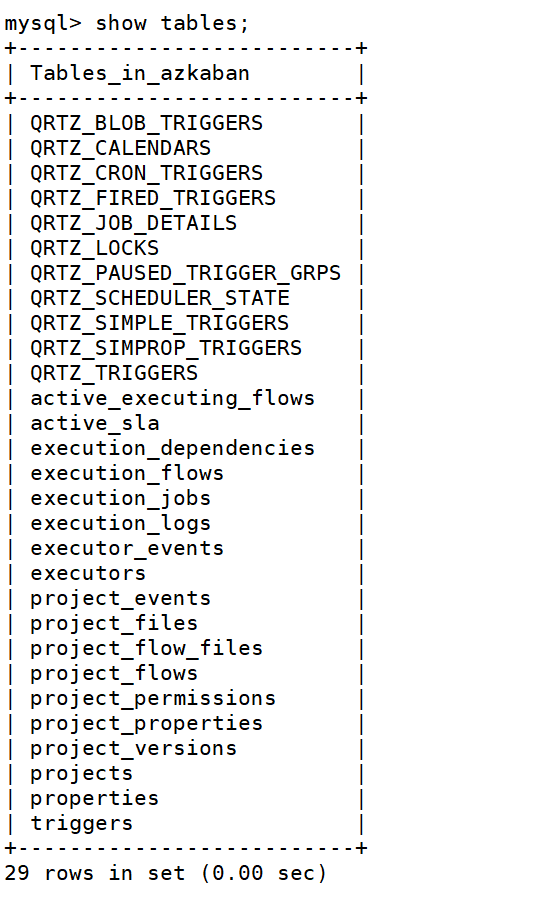 mysql> show tables;
+--------------------------+
| Tables_in_azkaban        |
+--------------------------+
| QRTZ_BLOB_TRIGGERS       |
| QRTZ_CALENDARS           |
| QRTZ_CRON_TRIGGERS       |
| QRTZ_FIRED_TRIGGERS      |
| QRTZ_JOB_DETAILS         |
| QRTZ_LOCKS               |
| QRTZ_PAUSED_TRIGGER_GRPS |
| QRTZ_SCHEDULER_STATE     |
| QRTZ_SIMPLE_TRIGGERS     |
| QRTZ_SIMPROP_TRIGGERS    |
| QRTZ_TRIGGERS            |
| active_executing_flows   |
| active_sla               |
| execution_dependencies   |
| execution_flows          |
| execution_jobs           |
| execution_logs           |
| executor_events          |
| executors                |
| project_events           |
| project_files            |
| project_flow_files       |
| project_flows            |
| project_permissions      |
| project_properties       |
| project_versions         |
| projects                 |
| properties               |
| triggers                 |
+--------------------------+
29 rows in set (0.00 sec)